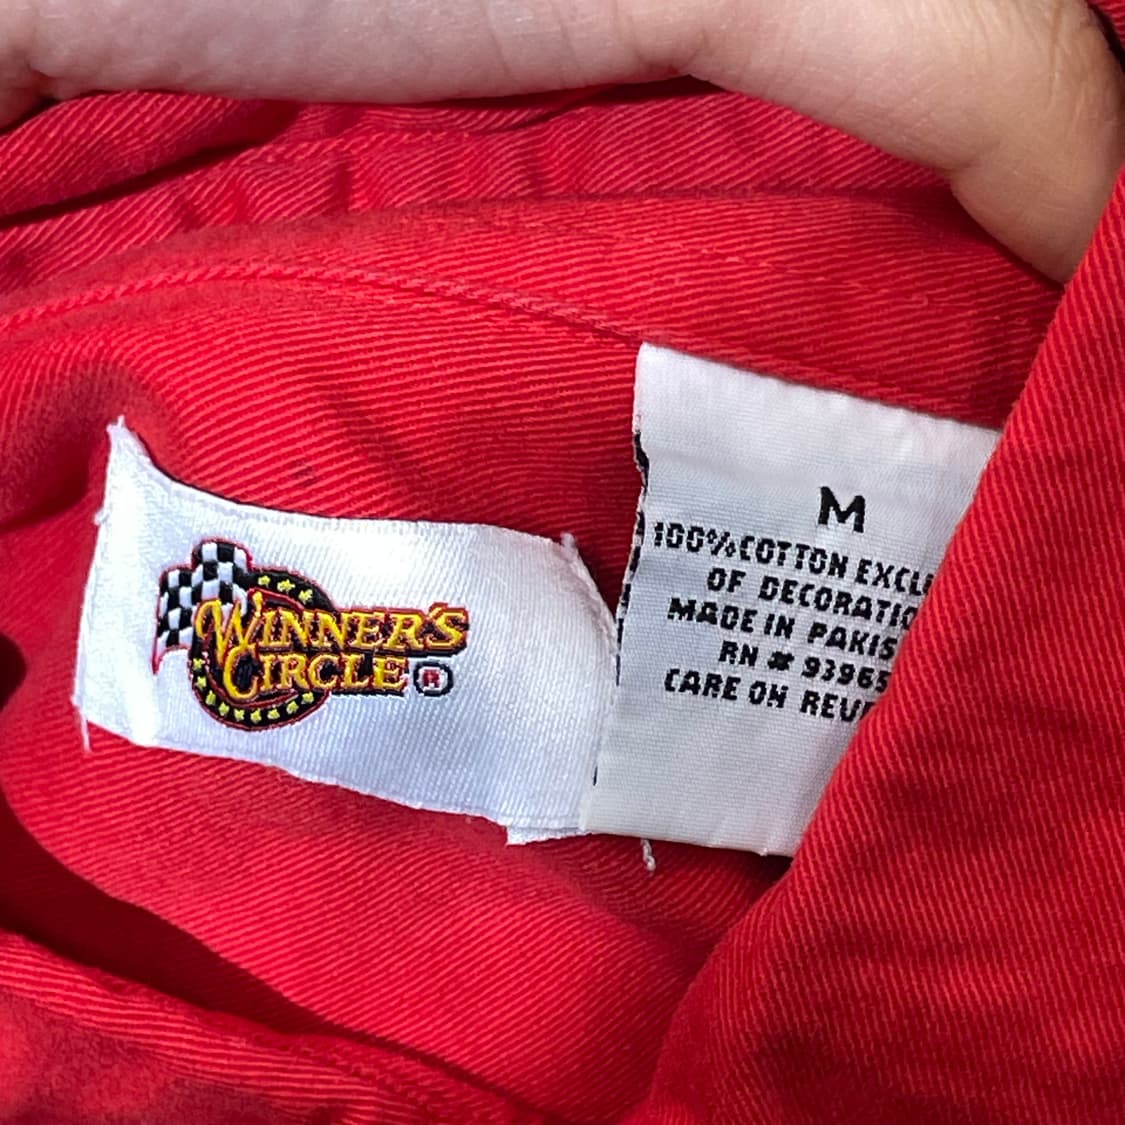 WINNER'S
CIRCLE®
M
100% COTTON EXCLU
OF DECORATIO
MADE IN PAKIS
RN # 93965
CARE ON REVE